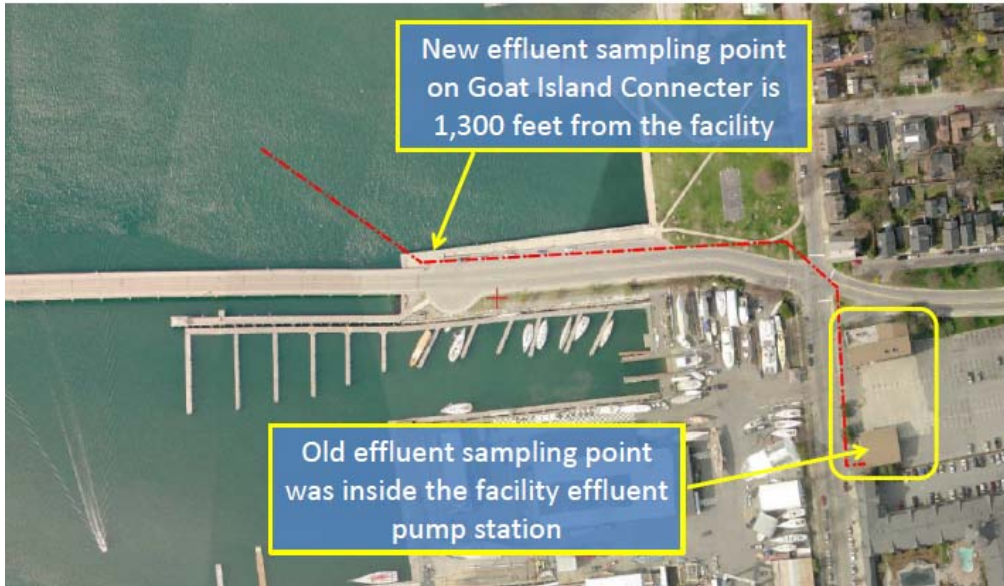 New effluent sampling point
on Goat Island Connecter is
1,300 feet from the facility
Old effluent sampling point
was inside the facility effluent
pump station